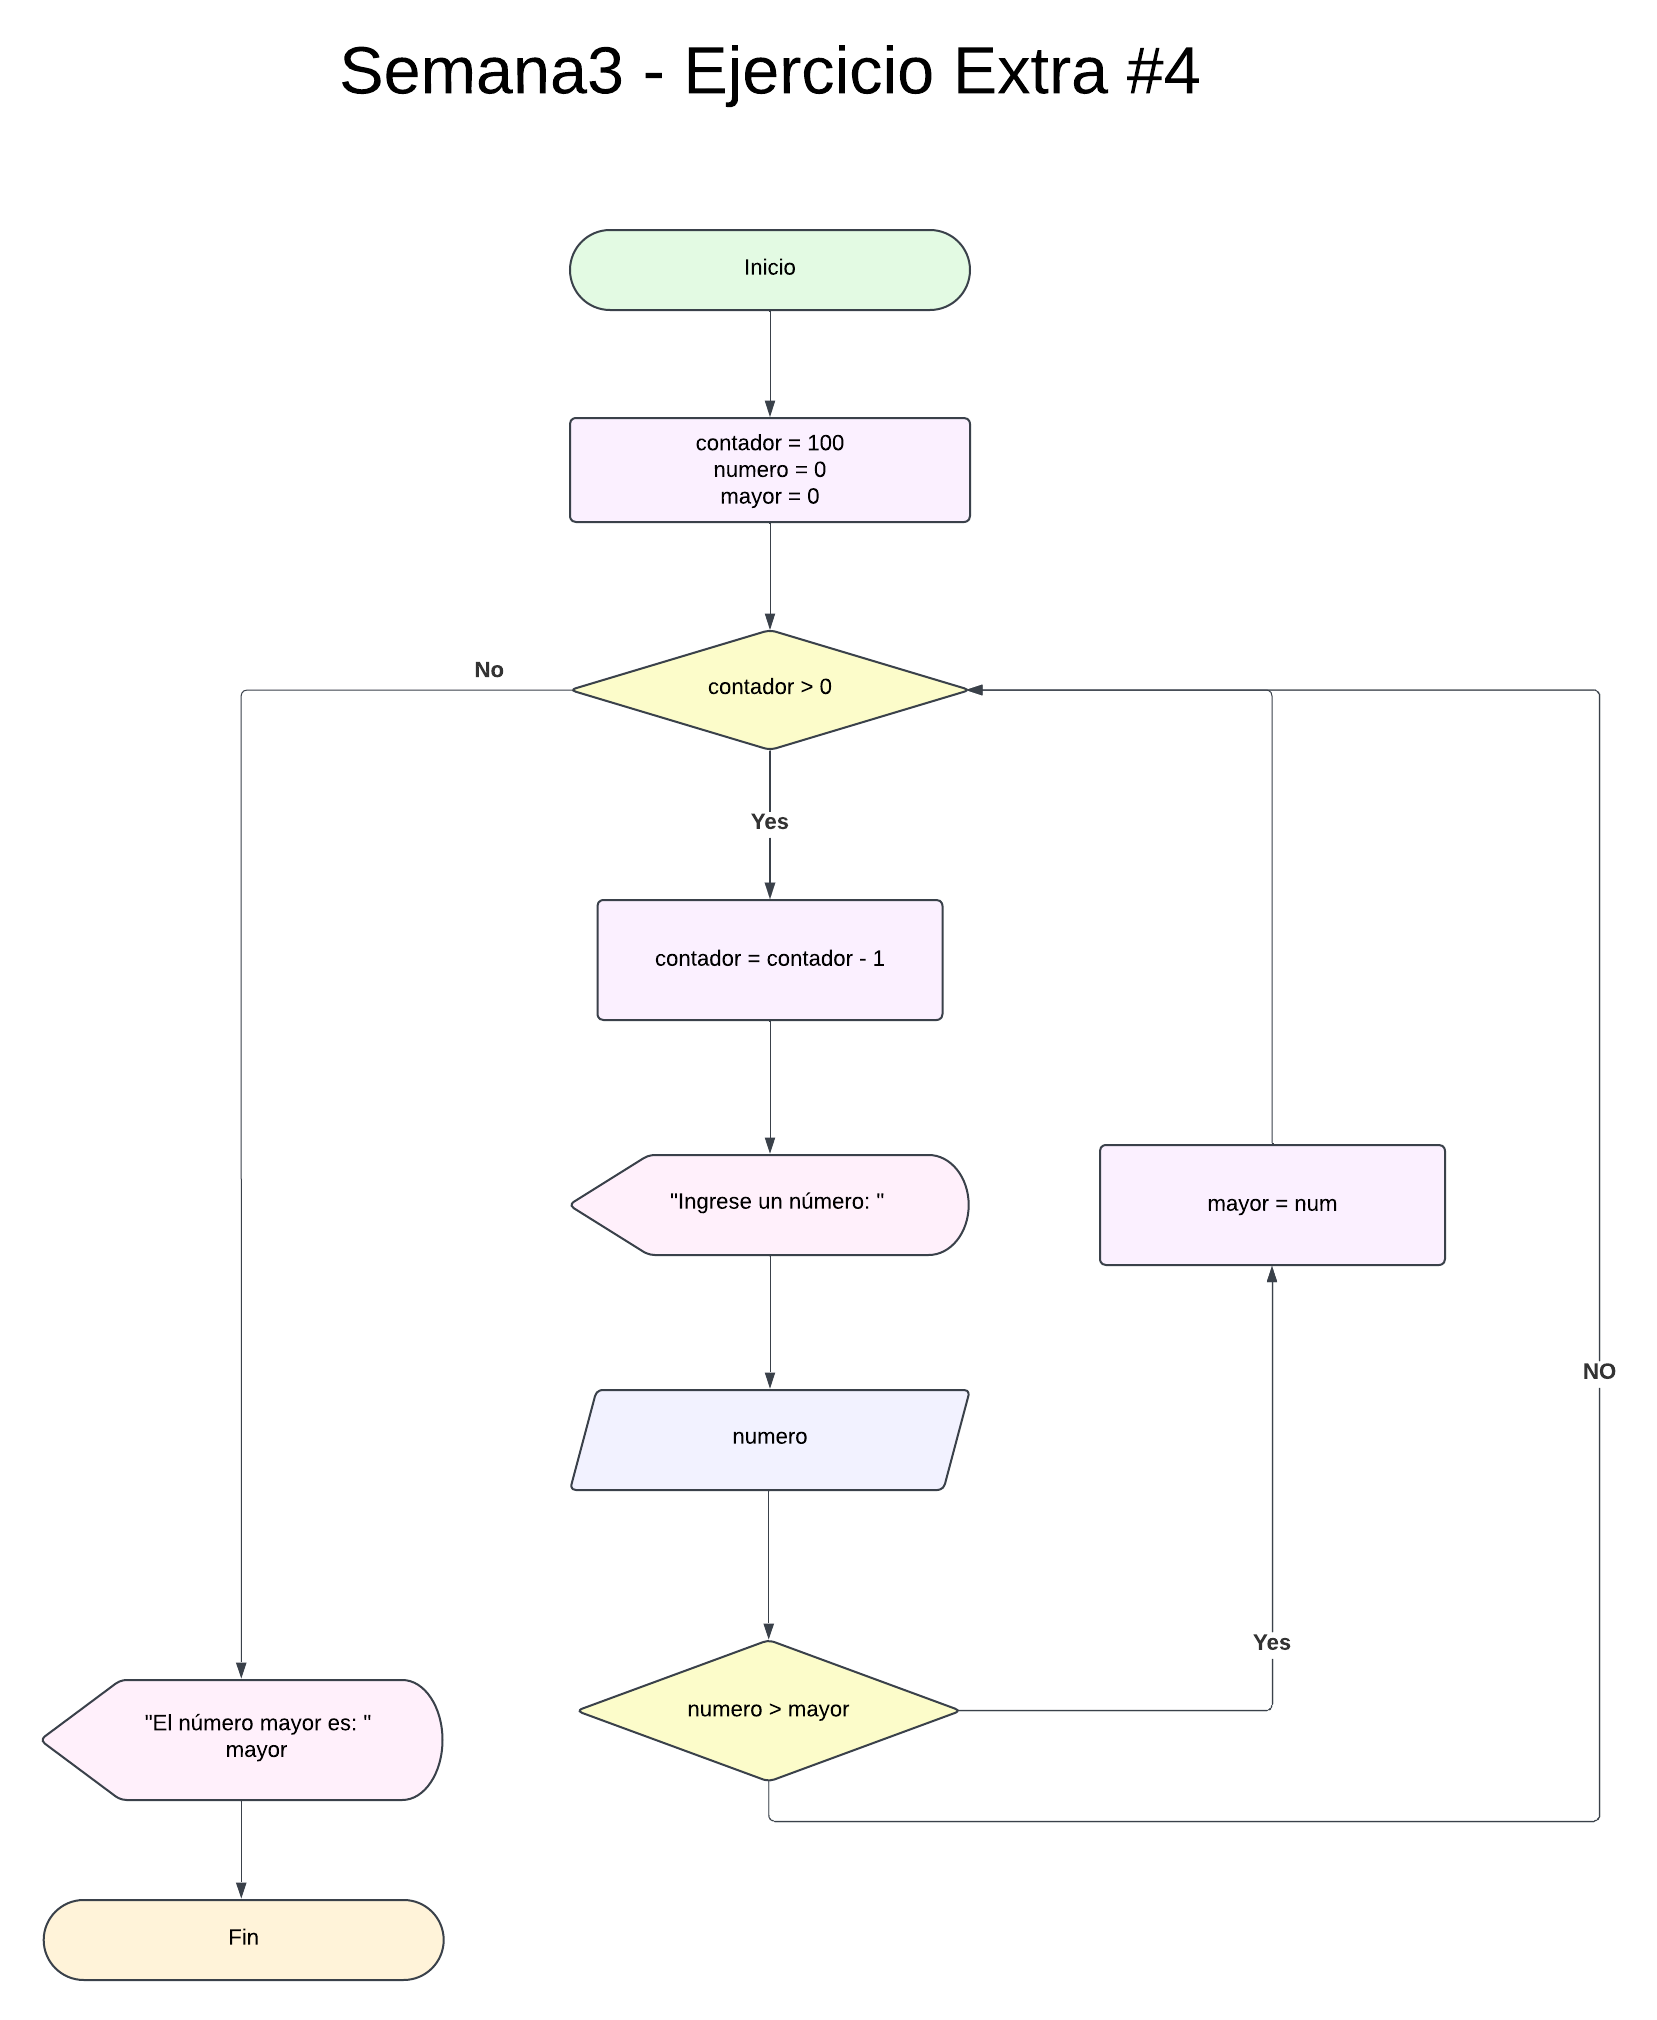 Semana3 - Ejercicio Extra #4
Inicio
contador = 100
numero = 0
mayor = 0
contador > 0
No
Yes
contador = contador - 1
"Ingrese un número: "
mayor = num
numero
NO
numero > mayor
Yes
"El número mayor es: "
mayor
Fin